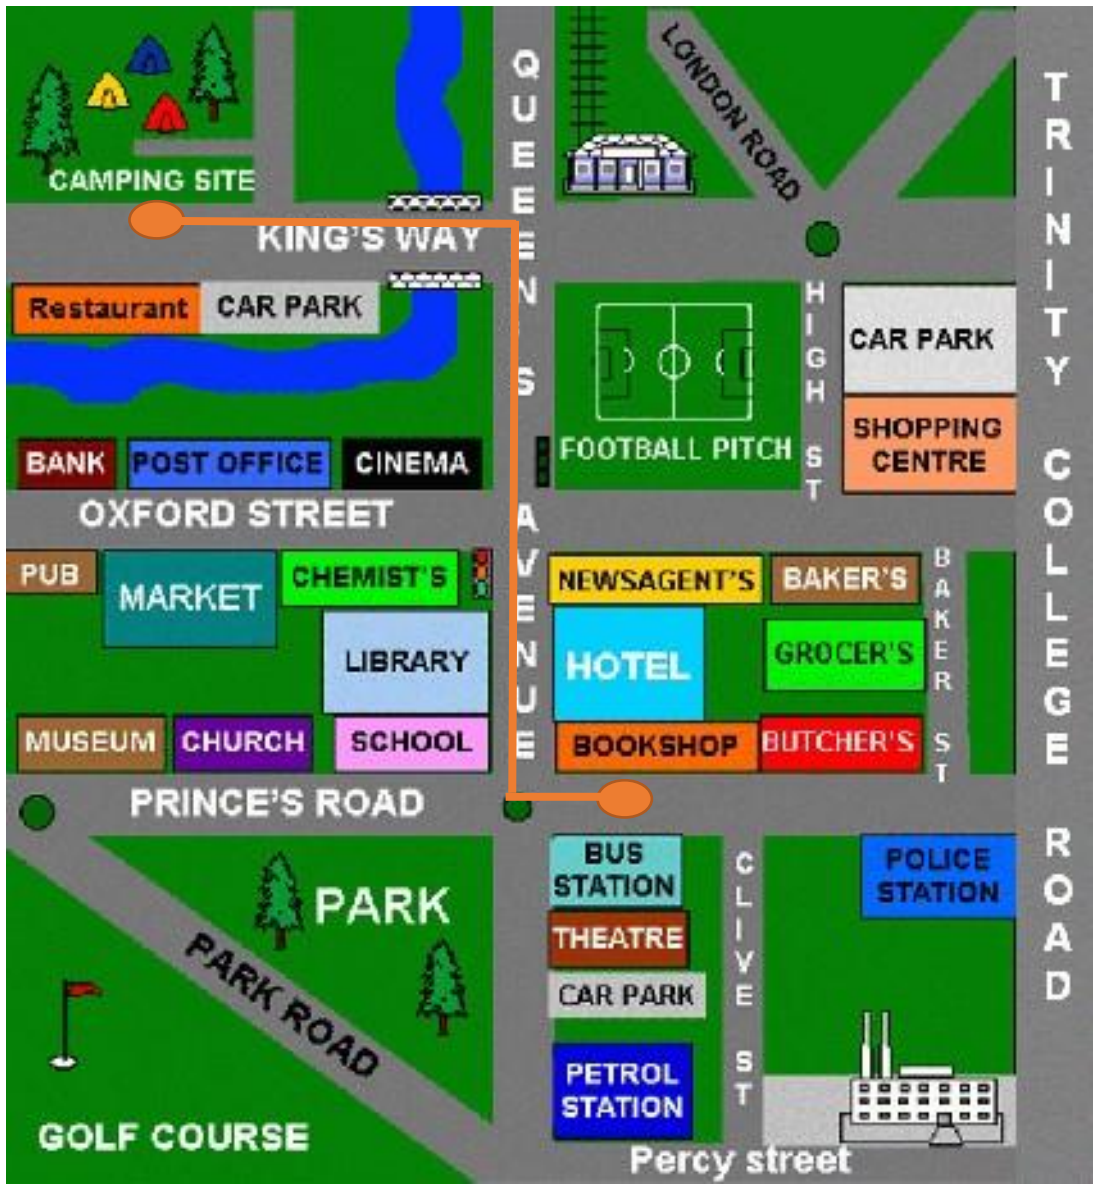 QUEEN'S AVENUE
LONDON ROAD
TRINITY COLLEGE ROAD
CAMPING SITE
KING'S WAY
Restaurant
CAR PARK
HIGH ST
CAR PARK
FOOTBALL PITCH
SHOPPING
CENTRE
BANK
POST OFFICE
CINEMA
OXFORD STREET
PUB
MARKET
CHEMIST'S
NEWSAGENT'S
BAKER'S
BAKER ST
LIBRARY
HOTEL
GROCER'S
MUSEUM
CHURCH
SCHOOL
BOOKSHOP
BUTCHER'S
PRINCE'S ROAD
BUS
STATION
CLIVE ST
POLICE
STATION
PARK
THEATRE
PARK ROAD
CAR PARK
PETROL
STATION
GOLF COURSE
Percy street